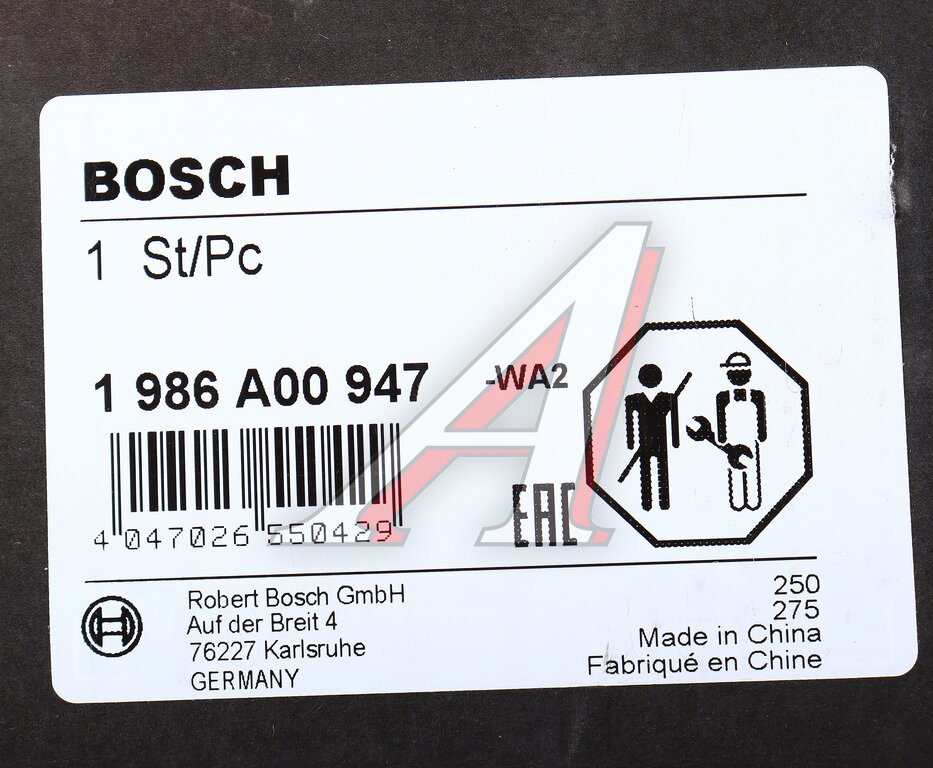 BOSCH
1 St/Pc
1 986 A00 947 -WA2
4 047026 550429
EAC
Robert Bosch GmbH
Auf der Breit 4
76227 Karlsruhe
GERMANY
250
275
Made in China
Fabriqué en Chine